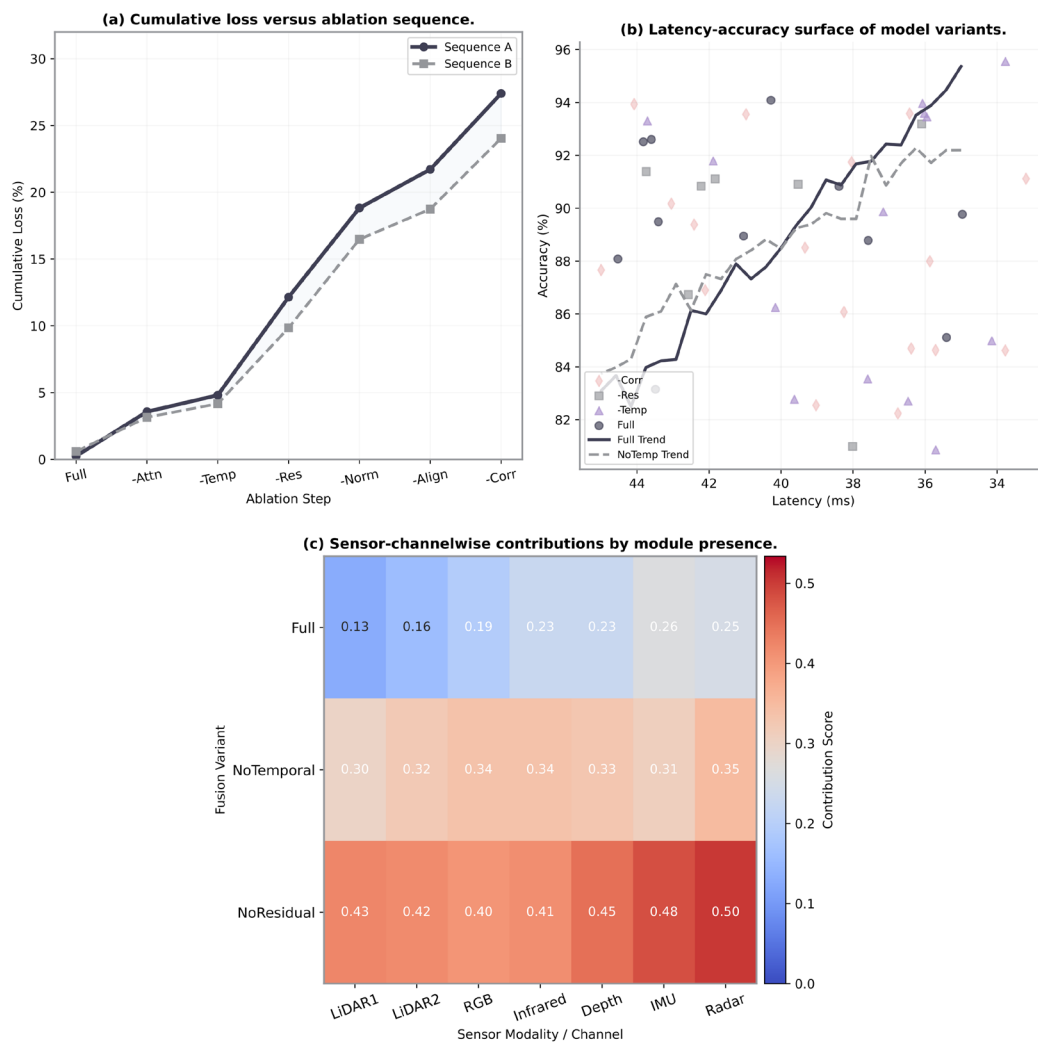 (a) Cumulative loss versus ablation sequence.
Cumulative Loss (%)
30
25
20
15
10
5
0
Sequence A
Sequence B
Full
-Attn
-Temp
-Res
-Norm
-Align
-Corr
Ablation Step
(b) Latency-accuracy surface of model variants.
Accuracy (%)
96
94
92
90
88
86
84
82
-Corr
-Res
-Temp
Full
Full Trend
NoTemp Trend
44
42
40
38
36
34
Latency (ms)
(c) Sensor-channelwise contributions by module presence.
Fusion Variant
Full
0.13 0.16 0.19 0.23 0.23 0.26 0.25
NoTemporal
0.30 0.32 0.34 0.34 0.33 0.31 0.35
NoResidual
0.43 0.42 0.40 0.41 0.45 0.48 0.50
LiDAR1
LiDAR2
RGB
Infrared
Depth
IMU
Radar
Sensor Modality / Channel
0.5
0.4
0.3
0.2
0.1
0.0
Contribution Score